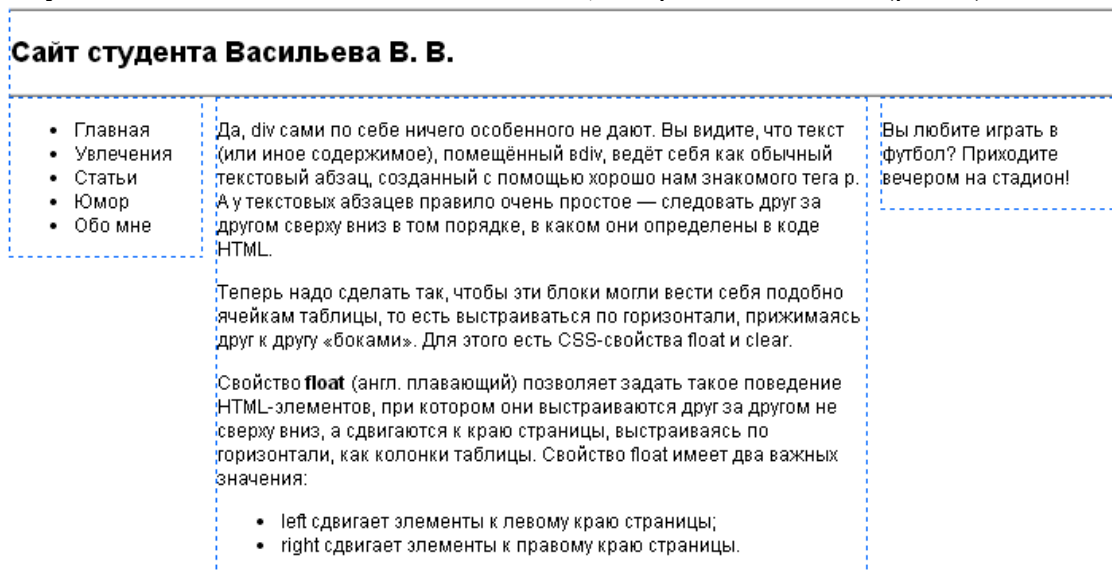 Сайт студента Васильева В. В.
Главная
Увлечения
Статьи
Юмор
Обо мне
Да, div сами по себе ничего особенного не дают. Вы видите, что текст
(или иное содержимое), помещённый вdiv, ведёт себя как обычный
текстовый абзац, созданный с помощью хорошо нам знакомого тега p.
А у текстовых абзацев правило очень простое — следовать друг за
другом сверху вниз в том порядке, в каком они определены в коде
HTML.
Теперь надо сделать так, чтобы эти блоки могли вести себя подобно
ячейкам таблицы, то есть выстраиваться по горизонтали, прижимаясь
друг к другу «боками». Для этого есть CSS-свойства float и clear.
Свойство float (англ. плавающий) позволяет задать такое поведение
HTML-элементов, при котором они выстраиваются друг за другом не
сверху вниз, а сдвигаются к краю страницы, выстраиваясь по
горизонтали, как колонки таблицы. Свойство float имеет два важных
значения:
left сдвигает элементы к левому краю страницы;
right сдвигает элементы к правому краю страницы.
Вы любите играть в
футбол? Приходите
вечером на стадион!